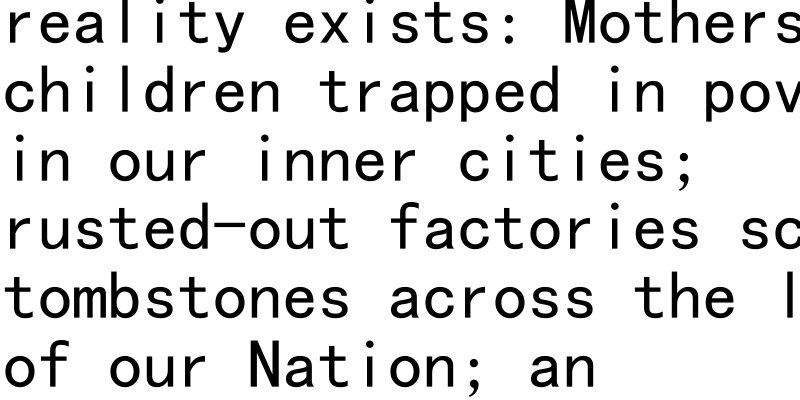 reality exists: Mothers
children trapped in pov
in our inner cities;
rusted-out factories sc
tombstones across the l
of our Nation; an